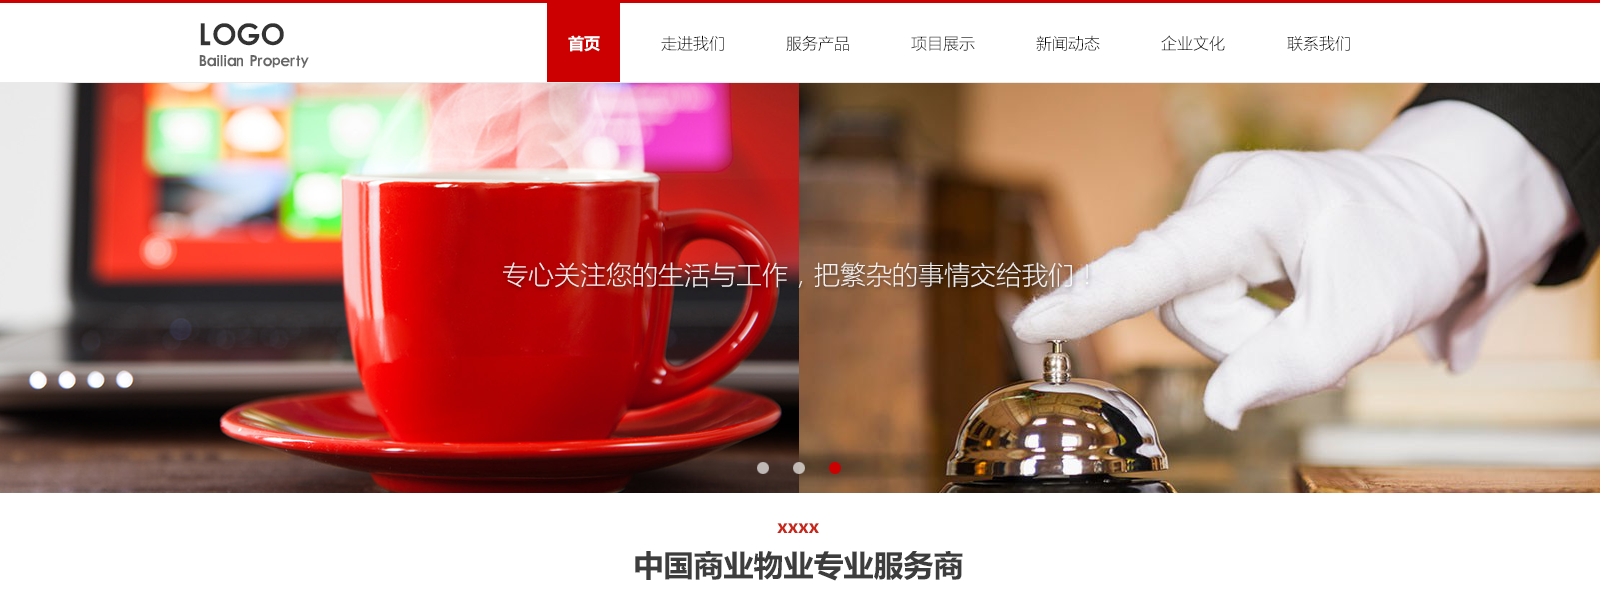 LOGO
Bailian Property
首页 走进我们 服务产品 项目展示 新闻动态 企业文化 联系我们
专心关注您的生活与工作，把繁杂的事情交给我们！
xxxx
中国商业物业专业服务商